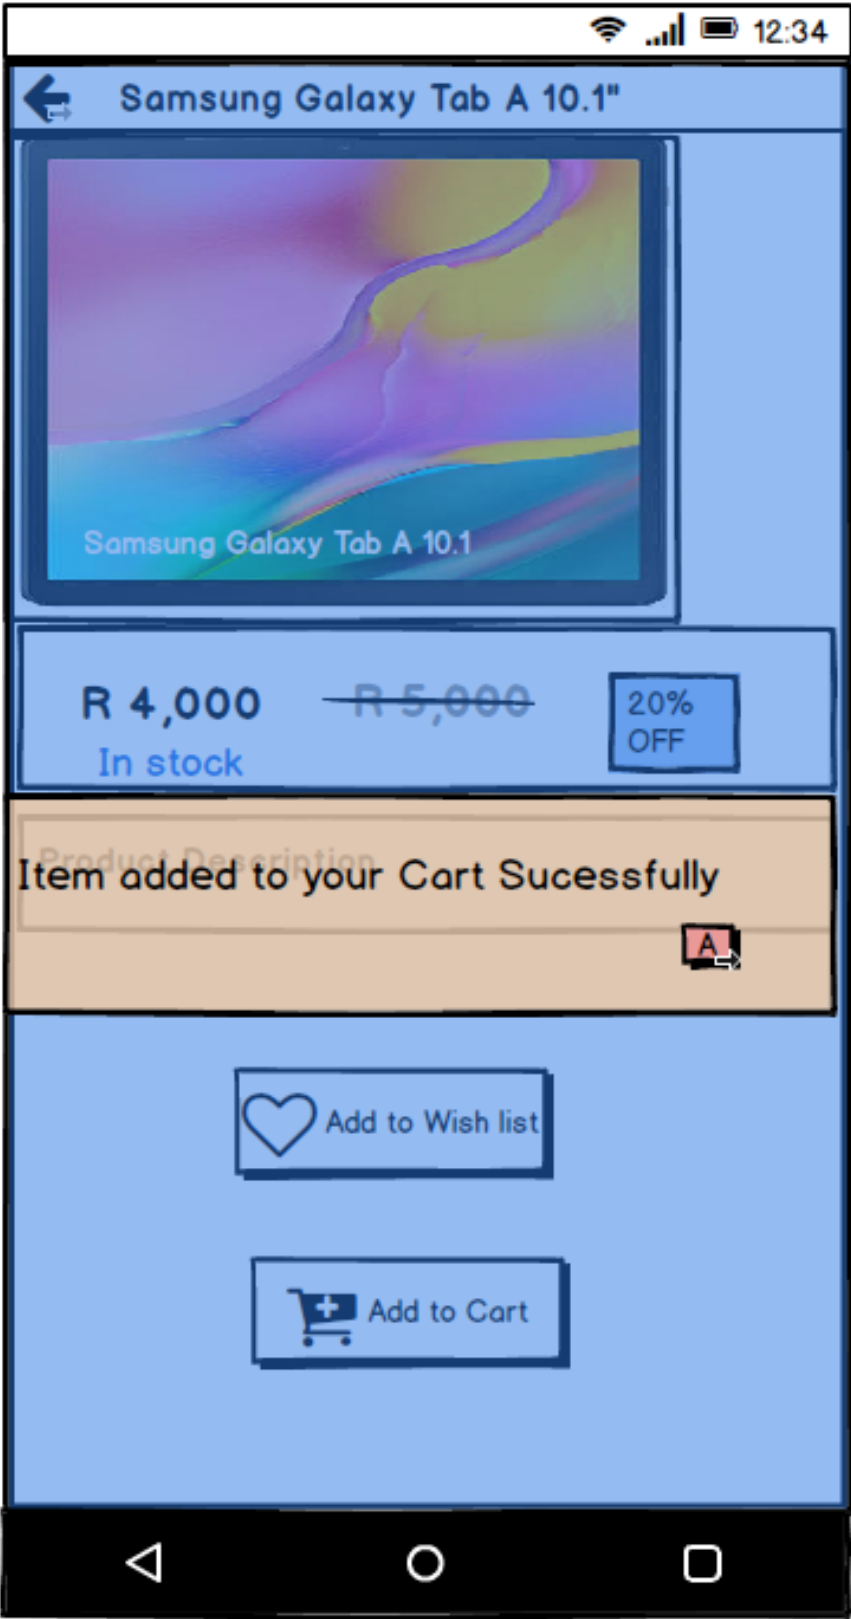 12:34
Samsung Galaxy Tab A 10.1"
Samsung Galaxy Tab A 10.1
R 4,000 R 5,000 20%
OFF
In stock
Product Description
Item added to your Cart Sucessfully
A
Add to Wish list
Add to Cart